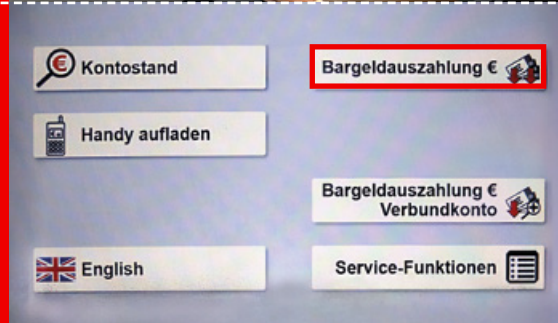 Kontostand
Bargeldauszahlung €
Handy aufladen
Bargeldauszahlung €
Verbundkonto
English
Service-Funktionen